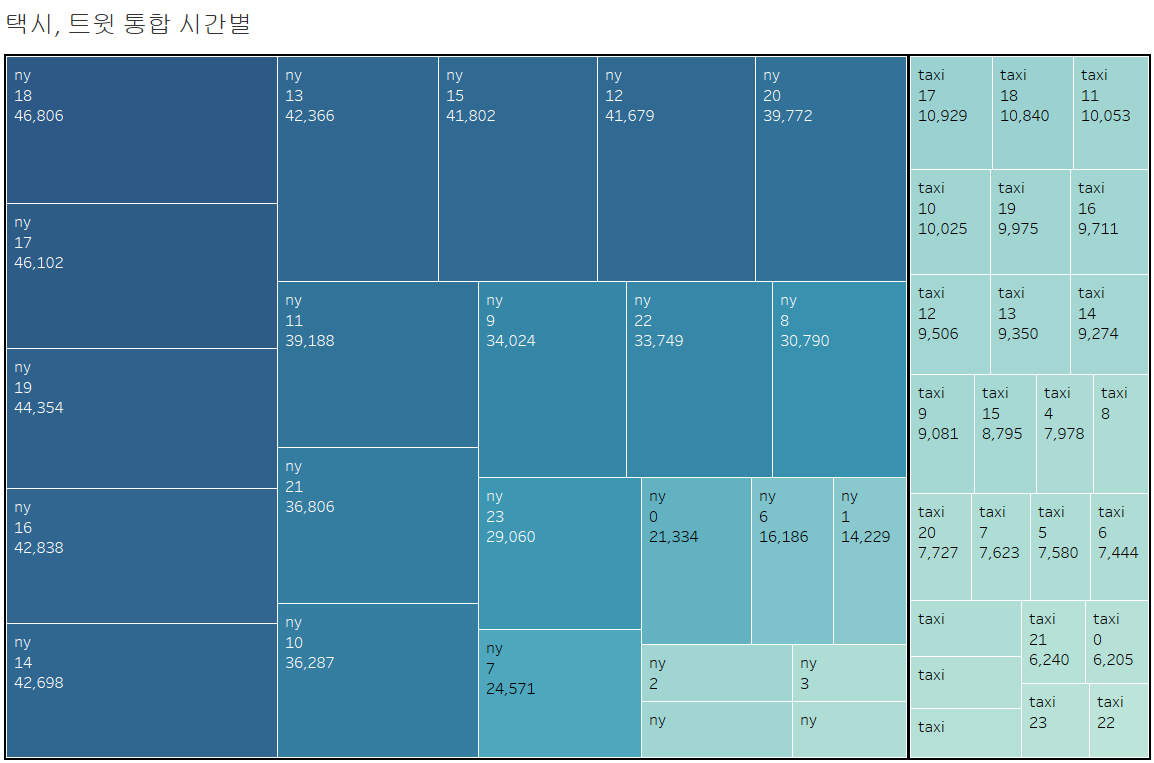 택시, 트윗 통합 시간별
ny
18
46,806
ny
17
46,102
ny
19
44,354
ny
16
42,838
ny
14
42,698
ny
13
42,366
ny
15
41,802
ny
12
41,679
ny
20
39,772
ny
11
39,188
ny
21
36,806
ny
10
36,287
ny
9
34,024
ny
22
33,749
ny
8
30,790
ny
23
29,060
ny
7
24,571
ny
0
21,334
ny
6
16,186
ny
1
14,229
ny
2
ny
3
ny
ny
taxi
17
10,929
taxi
18
10,840
taxi
11
10,053
taxi
10
10,025
taxi
19
9,975
taxi
16
9,711
taxi
12
9,506
taxi
13
9,350
taxi
14
9,274
taxi
9
9,081
taxi
15
8,795
taxi
4
7,978
taxi
8
taxi
20
7,727
taxi
7
7,623
taxi
5
7,580
taxi
6
7,444
taxi
taxi
taxi
taxi
21
6,240
taxi
0
6,205
taxi
23
taxi
22